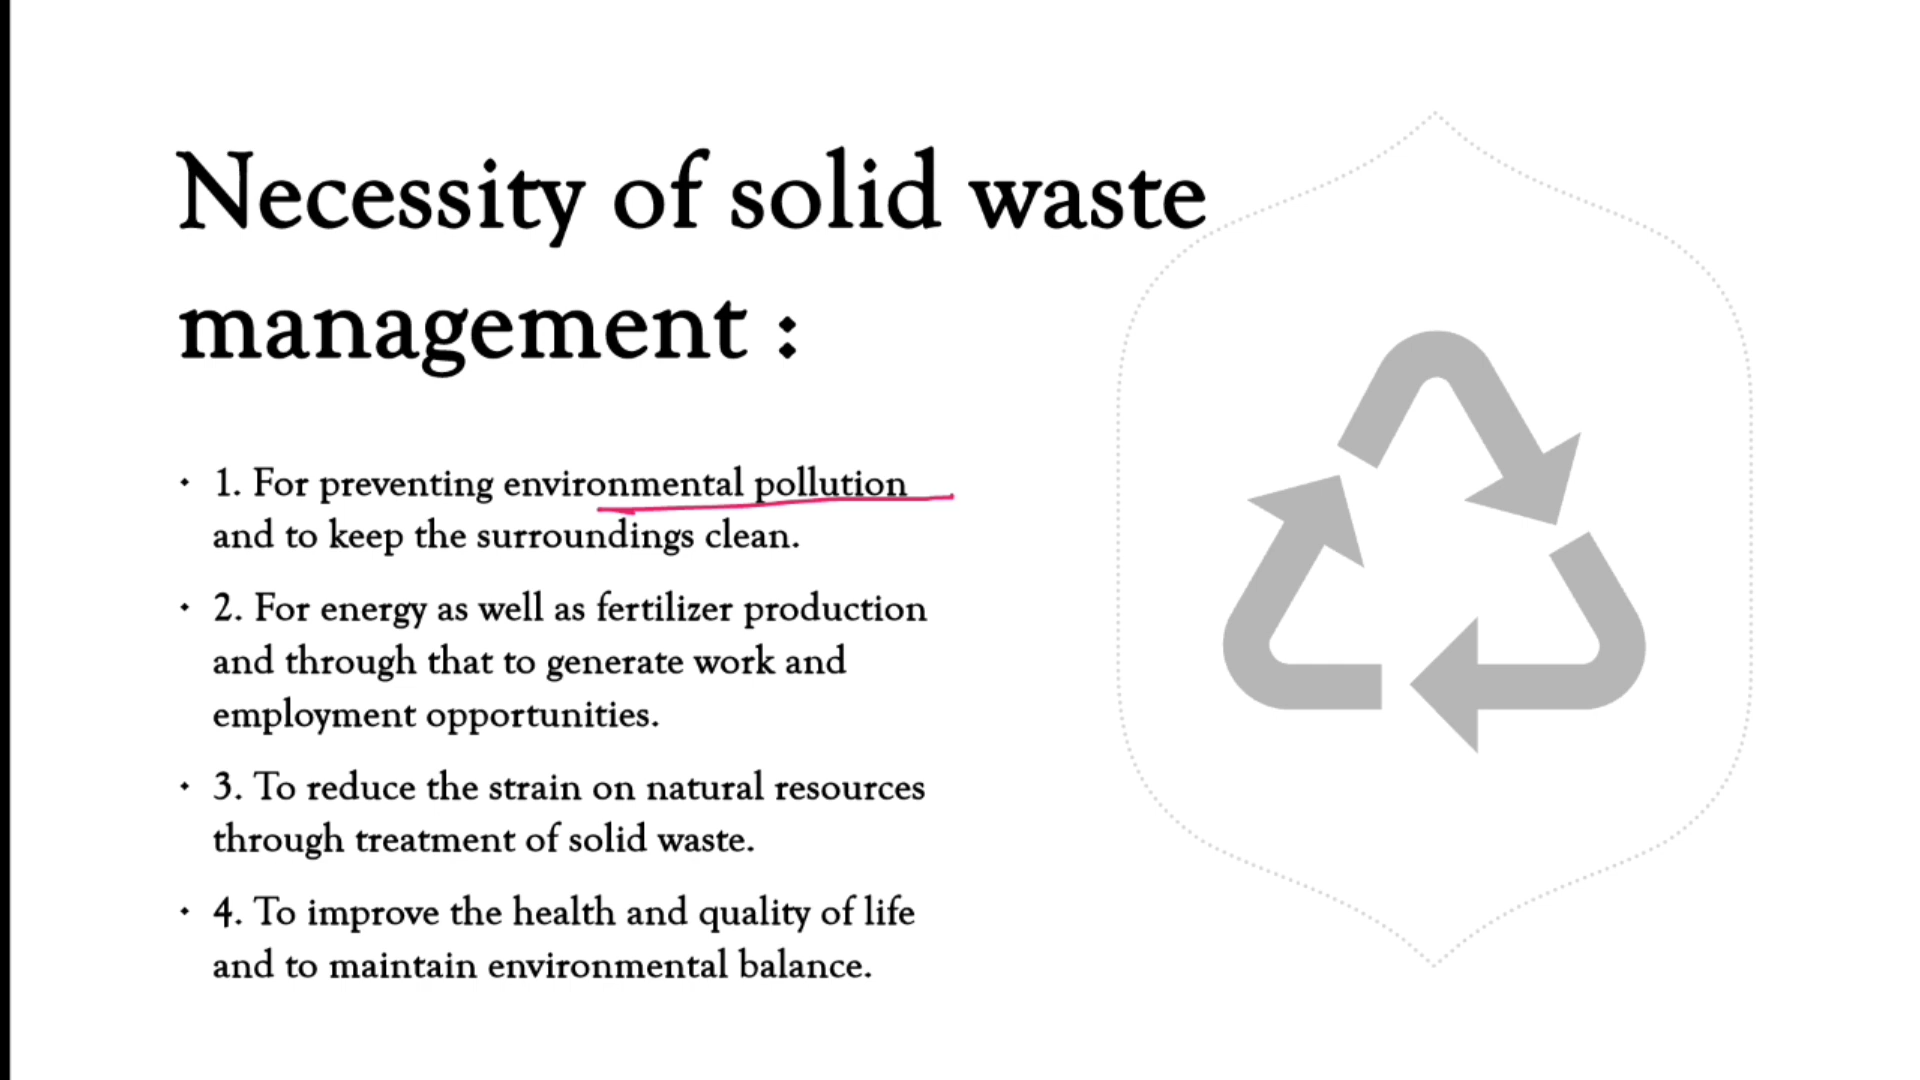 Necessity of solid waste
management :
• 1. For preventing environmental pollution
and to keep the surroundings clean.
• 2. For energy as well as fertilizer production
and through that to generate work and
employment opportunities.
• 3. To reduce the strain on natural resources
through treatment of solid waste.
• 4. To improve the health and quality of life
and to maintain environmental balance.